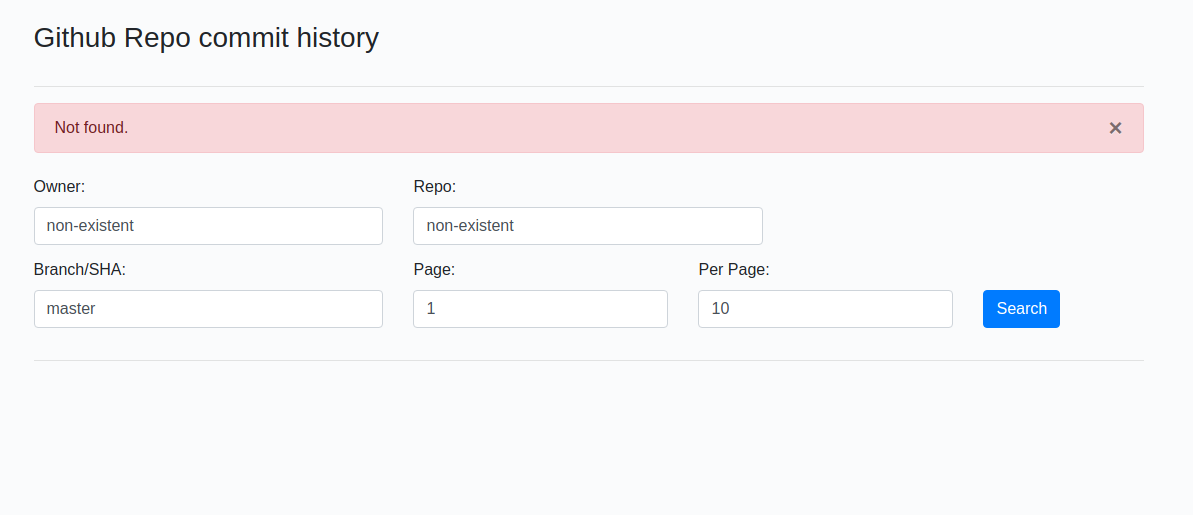 Github Repo commit history
Not found. ×
Owner: Repo:
non-existent non-existent
Branch/SHA: Page: Per Page:
master 1 10 Search